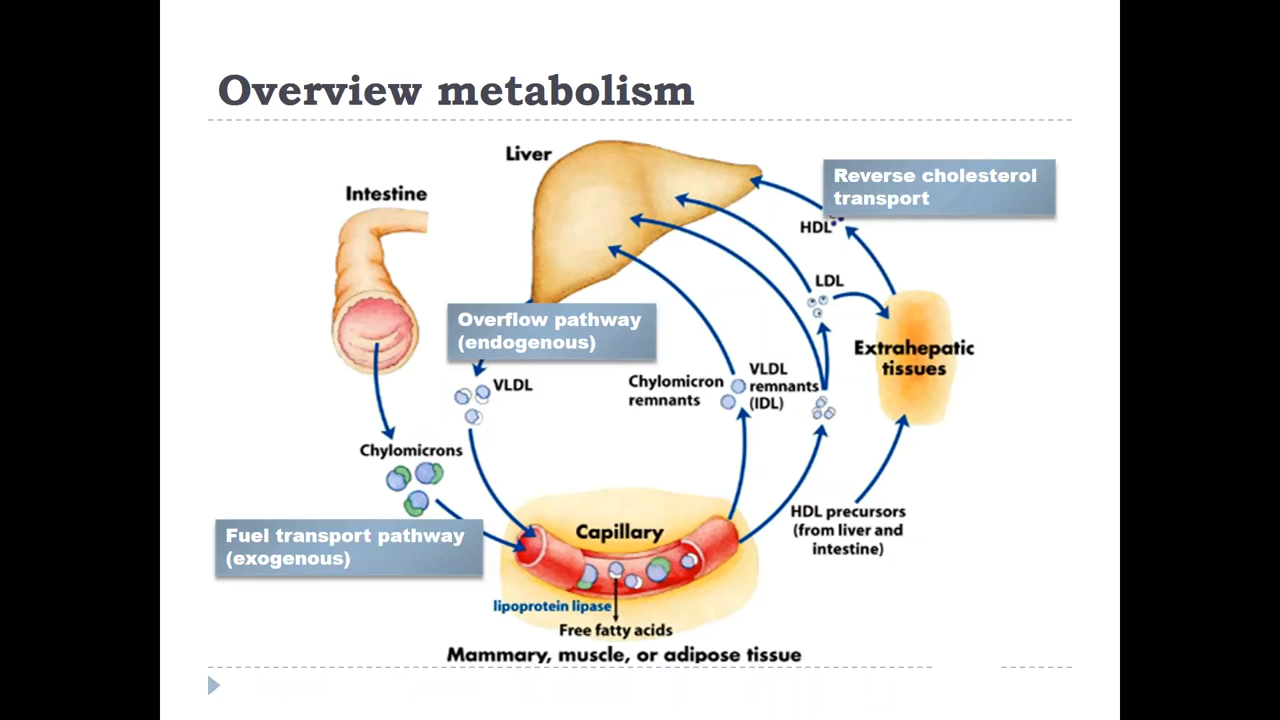 Overview metabolism
Liver
Reverse cholesterol
transport
Intestine
HDL
LDL
Overflow pathway
(endogenous)
Extrahepatic
tissues
VLDL
Chylomicron
remnants
VLDL
remnants
(IDL)
Chylomicrons
HDL precursors
(from liver and
intestine)
Fuel transport pathway
(exogenous)
Capillary
lipoprotein lipase
Free fatty acids
Mammary, muscle, or adipose tissue